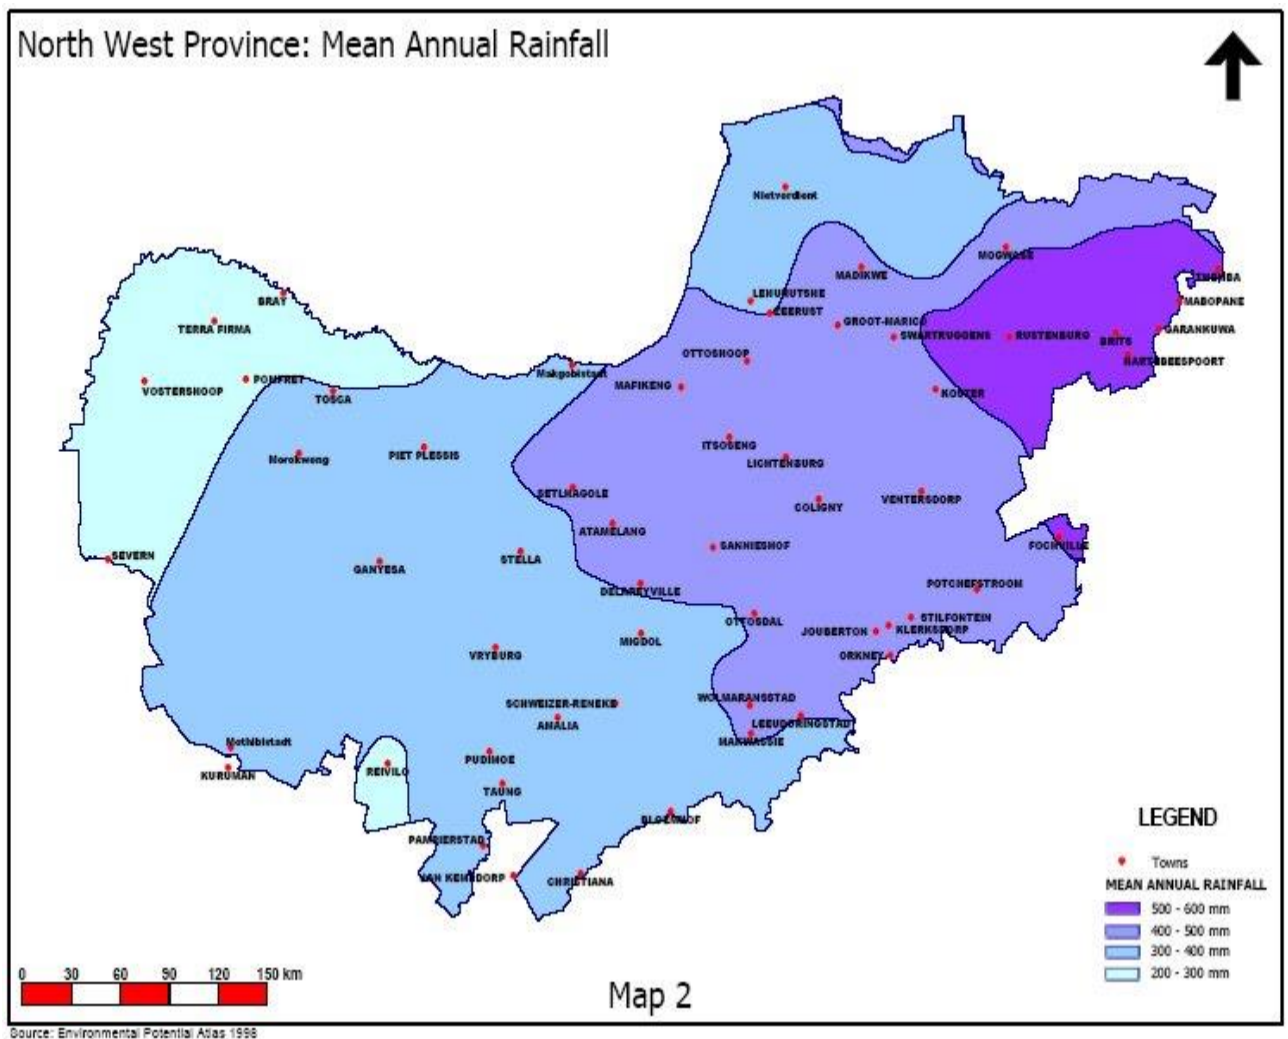 North West Province: Mean Annual Rainfall
Nietverdient
MOGWASE
MADIKWE
THEMBA
BRAY
LEHURUTSHE
MABOPANE
ZEERUST
TERRA FIRMA
GROOT-MARICO
GARANKUWA
SWARTRUGGENS
RUSTENBURG
BRITS
OTTOSHOOP
HARTEBEESPOORT
Makgobistadt
POMFRET
VOSTERSHOOP
MAFIKENG
KOSTER
TOSCA
ITSOSENG
PIET PLESSIS
Morokweng
LICHTENBURG
SETLHAGOLE
VENTERSDORP
COLIGNY
ATAMELANG
SANNIESHOF
FOCHVILLE
SEVERN
STELLA
GANYESA
POTCHEFSTROOM
DELAREYVILLE
STILFONTEIN
OTTOSDAL
JOUBERTON
KLERKSDORP
MIGDOL
VRYBURG
ORKNEY
WOLMARANSSTAD
SCHWEIZER-RENEKE
LEEUDORINGSTAD
AMALIA
MAKWASSIE
Mothibistadt
PUDIMOE
REIVILO
KURUMAN
TAUNG
BLOEMHOF
PAMPIERSTAD
JAN KEMPDORP
CHRISTIANA
LEGEND
Towns
MEAN ANNUAL RAINFALL
500 - 600 mm
400 - 500 mm
300 - 400 mm
200 - 300 mm
0 30 60 90 120 150 km
Map 2
Source: Environmental Potential Atlas 1998